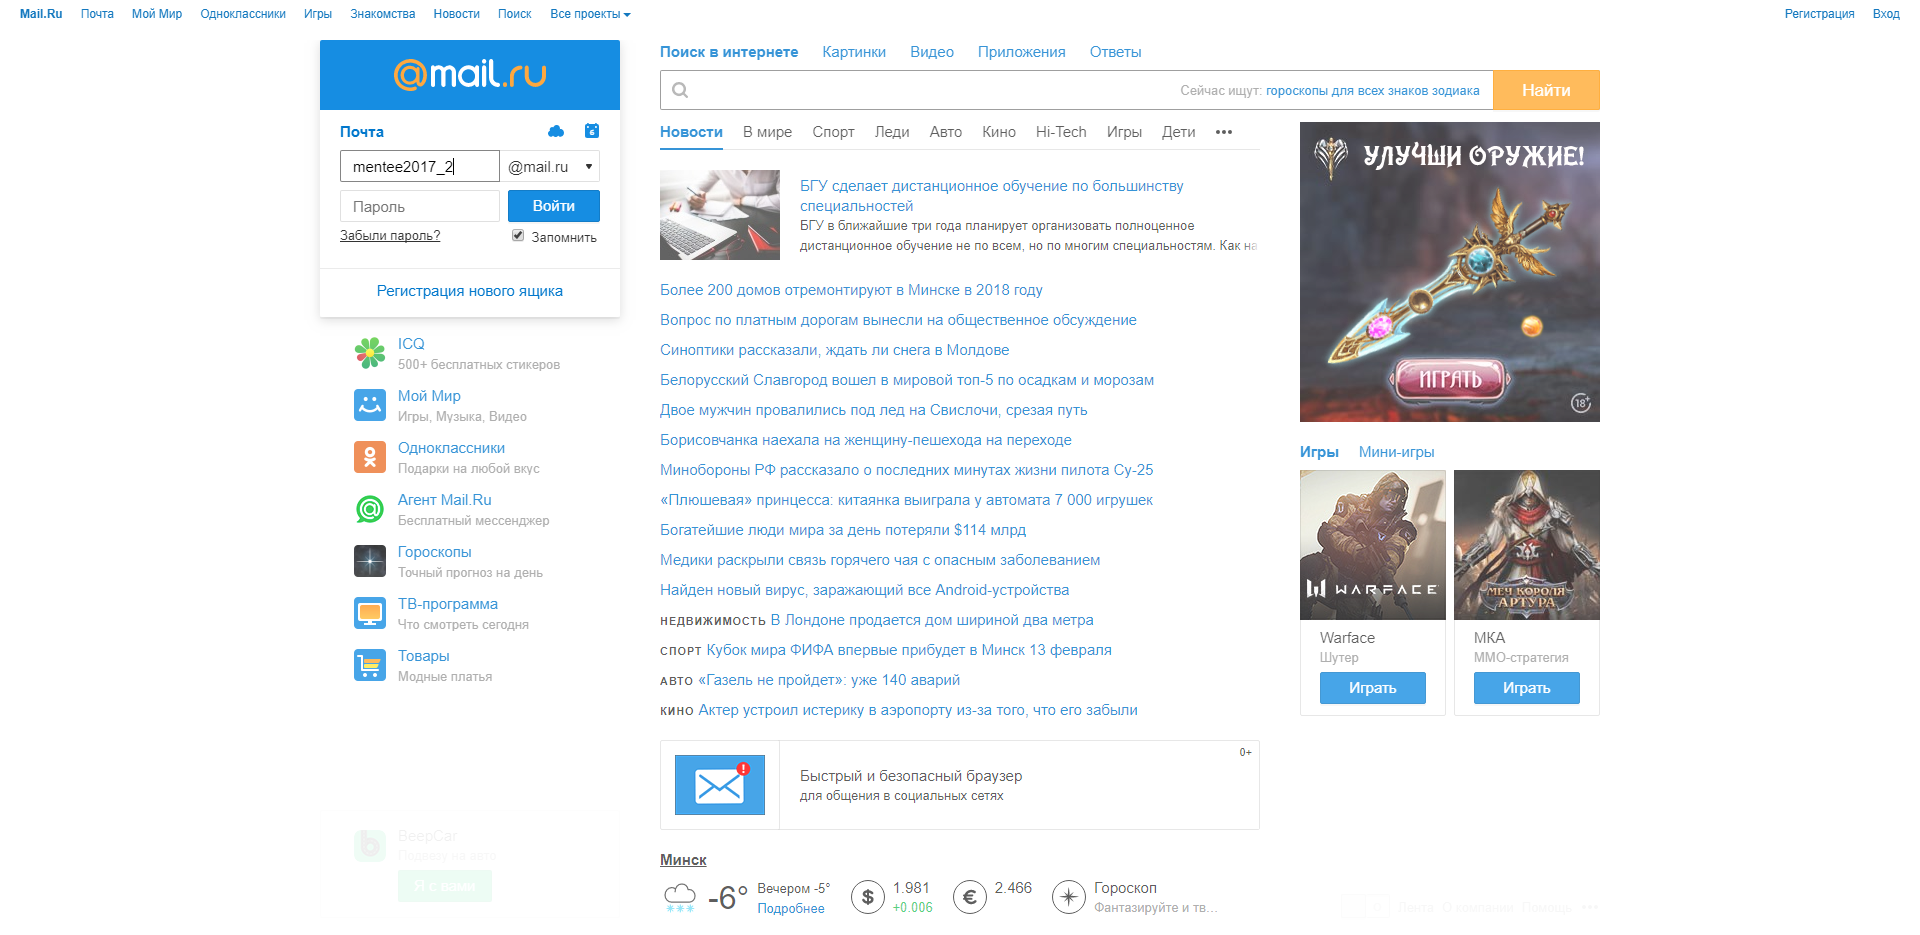 Mail.Ru Почта Мой Мир Одноклассники Игры Знакомства Новости Поиск Все проекты Регистрация Вход
@mail.ru
Почта
6
mentee2017_2 @mail.ru
Пароль Войти
Забыли пароль? Запомнить
Регистрация нового ящика
ICQ
500+ бесплатных стикеров
Мой Мир
Игры, Музыка, Видео
Одноклассники
Подарки на любой вкус
Агент Mail.Ru
Бесплатный мессенджер
Гороскопы
Точный прогноз на день
ТВ-программа
Что смотреть сегодня
Товары
Модные платья
BeepCar
Подвезу на авто
Я с вами
Поиск в интернете Картинки Видео Приложения Ответы
Сейчас ищут: гороскопы для всех знаков зодиака Найти
Новости В мире Спорт Леди Авто Кино Hi-Tech Игры Дети •••
БГУ сделает дистанционное обучение по большинству
специальностей
БГУ в ближайшие три года планирует организовать полноценное
дистанционное обучение не по всем, но по многим специальностям. Как на
Более 200 домов отремонтируют в Минске в 2018 году
Вопрос по платным дорогам вынесли на общественное обсуждение
Синоптики рассказали, ждать ли снега в Молдове
Белорусский Славгород вошел в мировой топ-5 по осадкам и морозам
Двое мужчин провалились под лед на Свислочи, срезая путь
Борисовчанка наехала на женщину-пешехода на переходе
Минобороны РФ рассказало о последних минутах жизни пилота Су-25
«Плюшевая» принцесса: китаянка выиграла у автомата 7 000 игрушек
Богатейшие люди мира за день потеряли $114 млрд
Медики раскрыли связь горячего чая с опасным заболеванием
Найден новый вирус, заражающий все Android-устройства
НЕДВИЖИМОСТЬ В Лондоне продается дом шириной два метра
СПОРТ Кубок мира ФИФА впервые прибудет в Минск 13 февраля
АВТО «Газель не пройдет»: уже 140 аварий
КИНО Актер устроил истерику в аэропорту из-за того, что его забыли
0+
Быстрый и безопасный браузер
для общения в социальных сетях
Минск
-6° Вечером -5° $ 1.981 € 2.466 Гороскоп
Подробнее +0.006 Фантазируйте и тв...
УЛУЧШИ ОРУЖИЕ!
ИГРАТЬ
18+
Игры Мини-игры
WARFACE
МЕЧ КОРОЛЯ
АРТУРА
Warface
Шутер
Играть
МКА
ММО-стратегия
Играть
Лента О компании Помощь •••